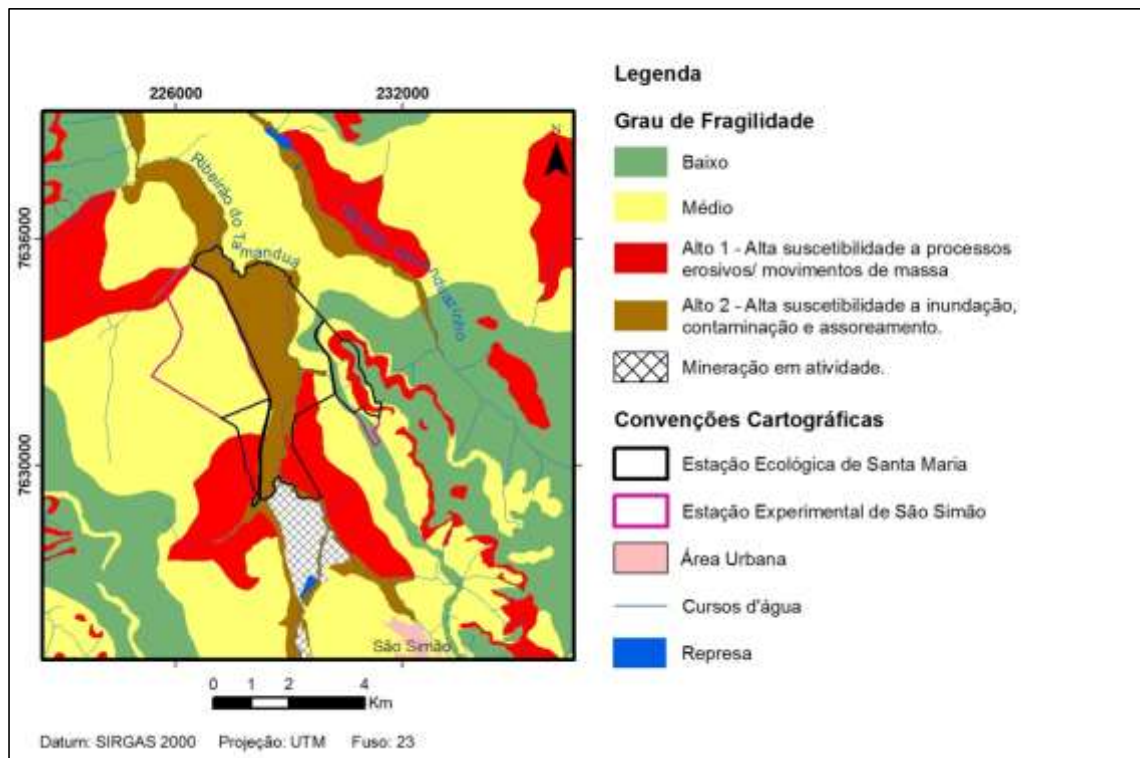 226000
232000
7636000
7630000
Ribeirão do Tamanduá
São Simão
0 1 2 4
Km
Datum: SIRGAS 2000 Projeção: UTM Fuso: 23
Legenda
Grau de Fragilidade
Baixo
Médio
Alto 1 - Alta suscetibilidade a processos
erosivos/ movimentos de massa
Alto 2 - Alta suscetibilidade a inundação,
contaminação e assoreamento.
Mineração em atividade.
Convenções Cartográficas
Estação Ecológica de Santa Maria
Estação Experimental de São Simão
Área Urbana
Cursos d'água
Represa